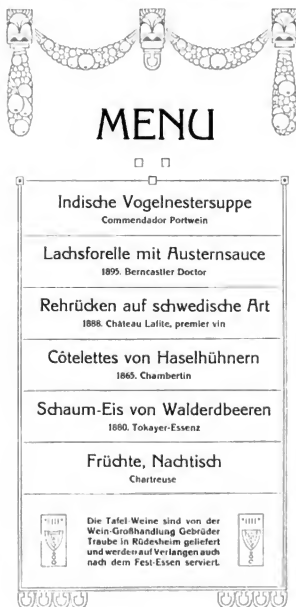 MENU
Indische Vogelnestersuppe
Commendador Portwein
Lachsforelle mit Austernsauce
1895. Berncastler Doctor
Rehrücken auf schwedische Art
1888. Château Lafite, premier vin
Côtelettes von Haselhühnern
1865. Chambertin
Schaum-Eis von Walderdbeeren
1880. Tokayer-Essenz
Früchte, Nachtisch
Chartreuse
Die Tafel-Weine sind von der
Wein-Großhandlung Gebrüder
Traube in Rüdesheim geliefert
und werden auf Verlangen auch
nach dem Fest-Essen serviert.